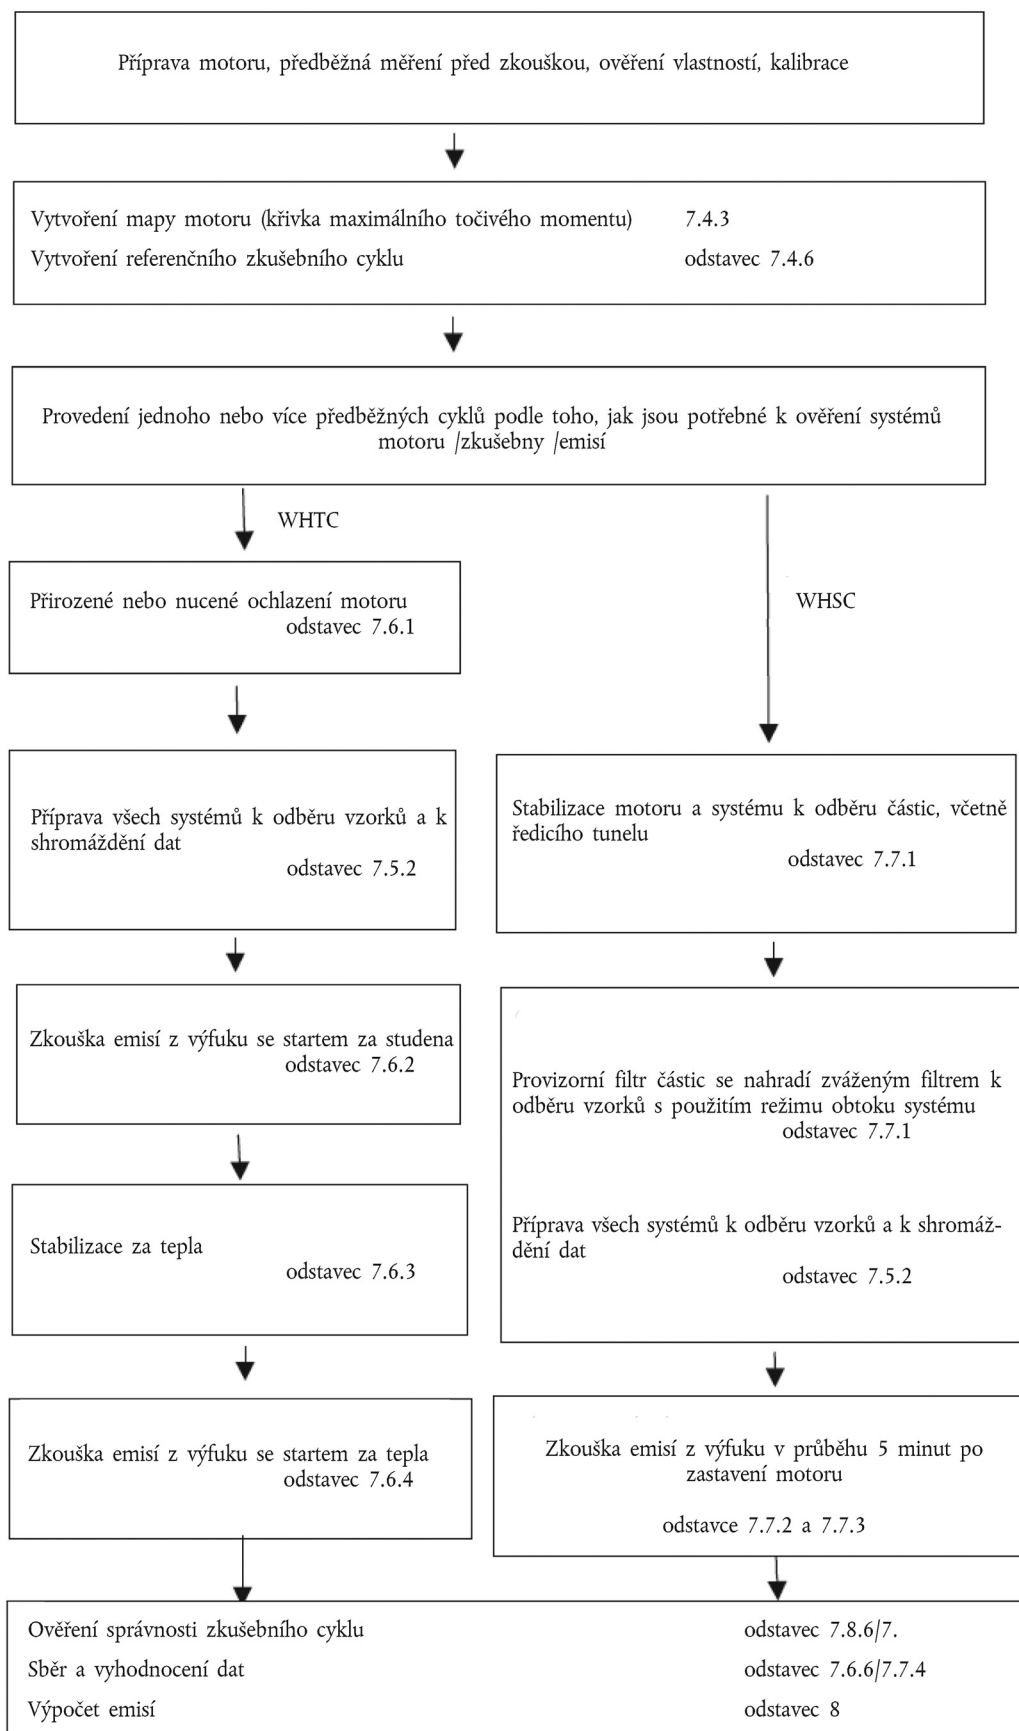 Příprava motoru, předběžná měření před zkouškou, ověření vlastností, kalibrace
Vytvoření mapy motoru (křivka maximálního točivého momentu) 7.4.3
Vytvoření referenčního zkušebního cyklu odstavec 7.4.6
Provedení jednoho nebo více předběžných cyklů podle toho, jak jsou potřebné k ověření systémů
motoru /zkušebny /emisí
WHTC
WHSC
Přirozené nebo nucené ochlazení motoru
odstavec 7.6.1
Příprava všech systémů k odběru vzorků a k
shromáždění dat
odstavec 7.5.2
Zkouška emisí z výfuku se startem za studena
odstavec 7.6.2
Stabilizace za tepla
odstavec 7.6.3
Zkouška emisí z výfuku se startem za tepla
odstavec 7.6.4
Stabilizace motoru a systému k odběru částic, včetně
ředicího tunelu
odstavec 7.7.1
Provizorní filtr částic se nahradí zváženým filtrem k
odběru vzorků s použitím režimu obtoku systému
odstavec 7.7.1
Příprava všech systémů k odběru vzorků a k shromáž-
dění dat
odstavec 7.5.2
Zkouška emisí z výfuku v průběhu 5 minut po
zastavení motoru
odstavce 7.7.2 a 7.7.3
Ověření správnosti zkušebního cyklu odstavec 7.8.6/7.
Sběr a vyhodnocení dat odstavec 7.6.6/7.7.4
Výpočet emisí odstavec 8